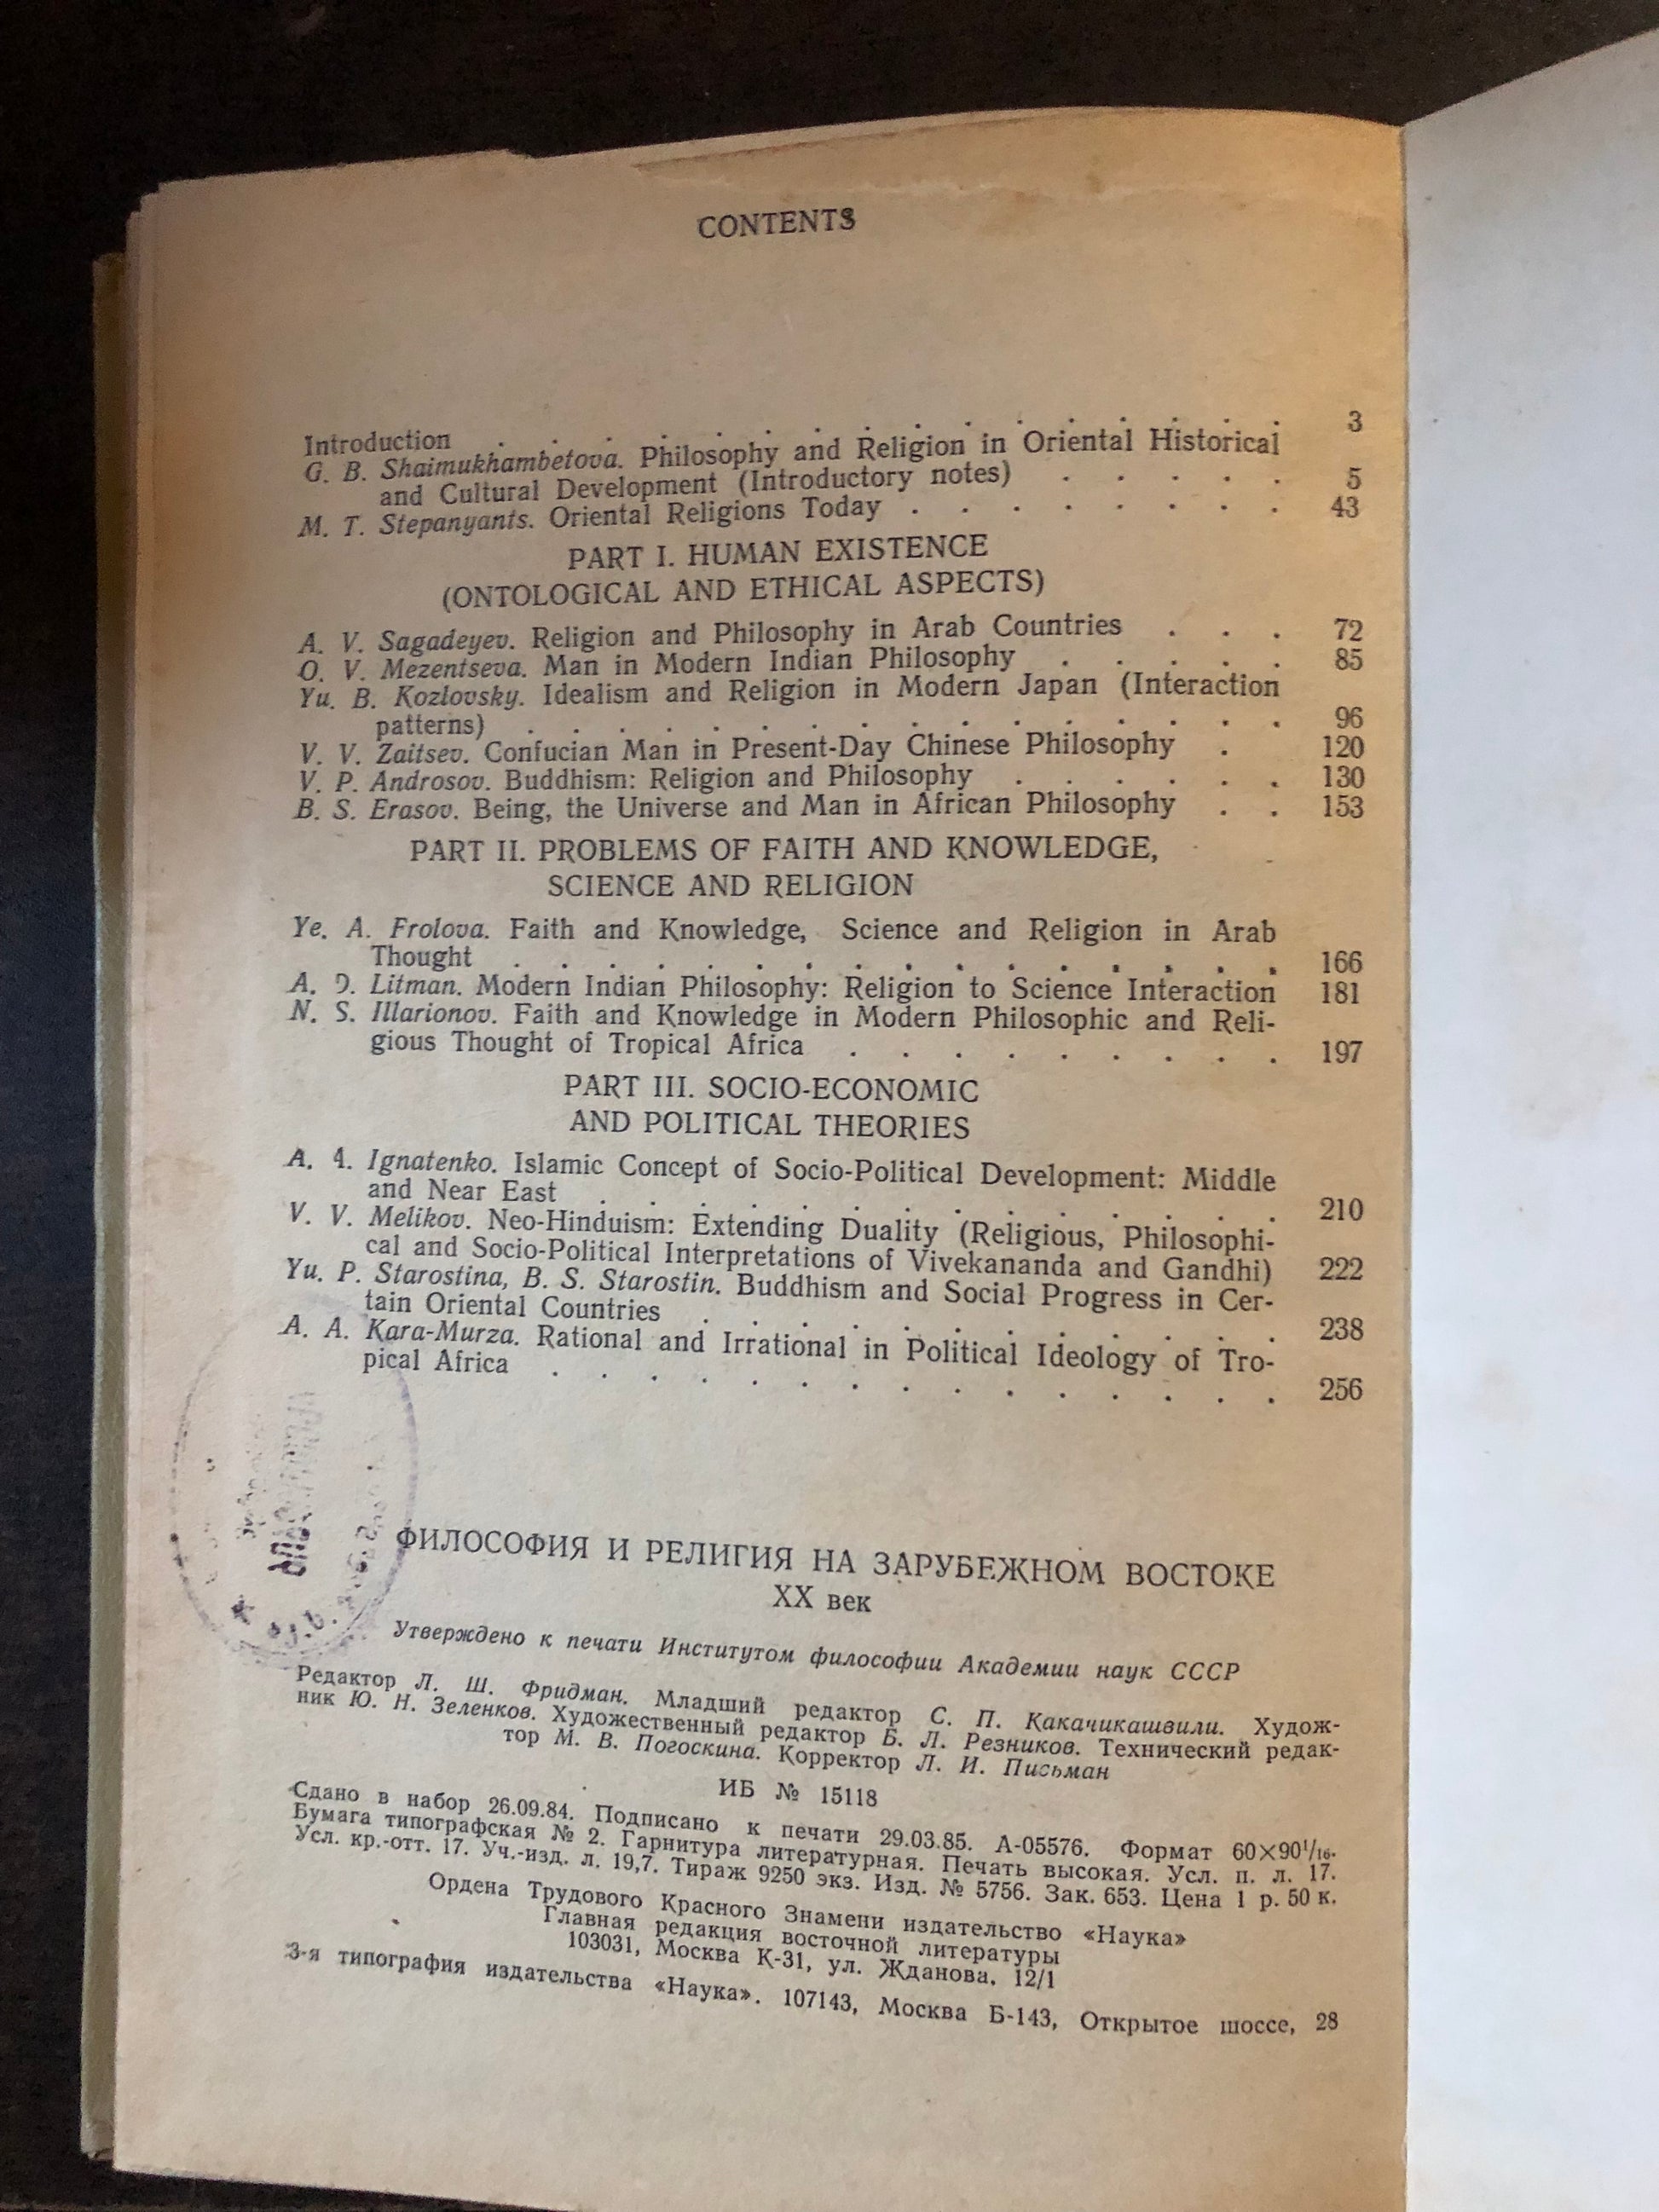 CONTENTS
Introduction . . . . . . . . . . . . . . . 3
G. B. Shaimukhambetova. Philosophy and Religion in Oriental Historical
and Cultural Development (Introductory notes) . . . . . 5
M. T. Stepanyants. Oriental Religions Today . . . . . . . . 43
PART I. HUMAN EXISTENCE
(ONTOLOGICAL AND ETHICAL ASPECTS)
A. V. Sagadeyev. Religion and Philosophy in Arab Countries . . . 72
O. V. Mezentseva. Man in Modern Indian Philosophy . . . . . 85
Yu. B. Kozlovsky. Idealism and Religion in Modern Japan (Interaction
patterns) . . . . . . . . . . . . . . . 96
V. V. Zaitsev. Confucian Man in Present-Day Chinese Philosophy . 120
V. P. Androsov. Buddhism: Religion and Philosophy . . . . . . 130
B. S. Erasov. Being, the Universe and Man in African Philosophy . . 153
PART II. PROBLEMS OF FAITH AND KNOWLEDGE,
SCIENCE AND RELIGION
Ye. A. Frolova. Faith and Knowledge, Science and Religion in Arab
Thought . . . . . . . . . . . . . . . . 166
A. Litman. Modern Indian Philosophy: Religion to Science Interaction 181
N. S. Illarionov. Faith and Knowledge in Modern Philosophic and Reli-
gious Thought of Tropical Africa . . . . . . . . . 197
PART III. SOCIO-ECONOMIC
AND POLITICAL THEORIES
A. Ignatenko. Islamic Concept of Socio-Political Development: Middle
and Near East . . . . . . . . . . . . . . 210
V. V. Melikov. Neo-Hinduism: Extending Duality (Religious, Philosophi-
cal and Socio-Political Interpretations of Vivekananda and Gandhi) 222
Yu. P. Starostina, B. S. Starostin. Buddhism and Social Progress in Cer-
tain Oriental Countries . . . . . . . . . . . . 238
A. A. Kara-Murza. Rational and Irrational in Political Ideology of Tro-
pical Africa . . . . . . . . . . . . . . . 256
ФИЛОСОФИЯ И РЕЛИГИЯ НА ЗАРУБЕЖНОМ ВОСТОКЕ
XX век
Утверждено к печати Институтом философии Академии наук СССР
Редактор Л. Ш. Фридман. Младший редактор С. П. Какачикашвили. Худож-
ник Ю. Н. Зеленков. Художественный редактор Б. Л. Резников. Технический редак-
тор М. В. Погоскина. Корректор Л. И. Письман
ИБ № 15118
Сдано в набор 26.09.84. Подписано к печати 29.03.85. А-05576. Формат 60×90¹/₁₆.
Бумага типографская № 2. Гарнитура литературная. Печать высокая. Усл. п. л. 17.
Усл. кр.-отт. 17. Уч.-изд. л. 19,7. Тираж 9250 экз. Изд. № 5756. Зак. 653. Цена 1 р. 50 к.
Ордена Трудового Красного Знамени издательство «Наука»
Главная редакция восточной литературы
103031, Москва К-31, ул. Жданова, 12/1
3-я типография издательства «Наука». 107143, Москва Б-143, Открытое шоссе, 28